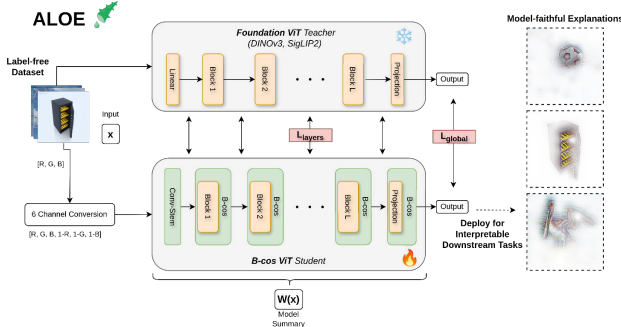 ALOE
Label-free
Dataset
Input
x
[R, G, B]
6 Channel Conversion
[R, G, B, 1-R, 1-G, 1-B]
Foundation ViT Teacher
(DINOv3, SigLIP2)
Linear
Block 1
Block 2
Block L
Projection
Output
L_layers
L_global
Conv-Stem
Block 1
B-cos
Block 2
B-cos
Block L
B-cos
Projection
B-cos
Output
B-cos ViT Student
W(x)
Model
Summary
Deploy for
Interpretable
Downstream Tasks
Model-faithful Explanations